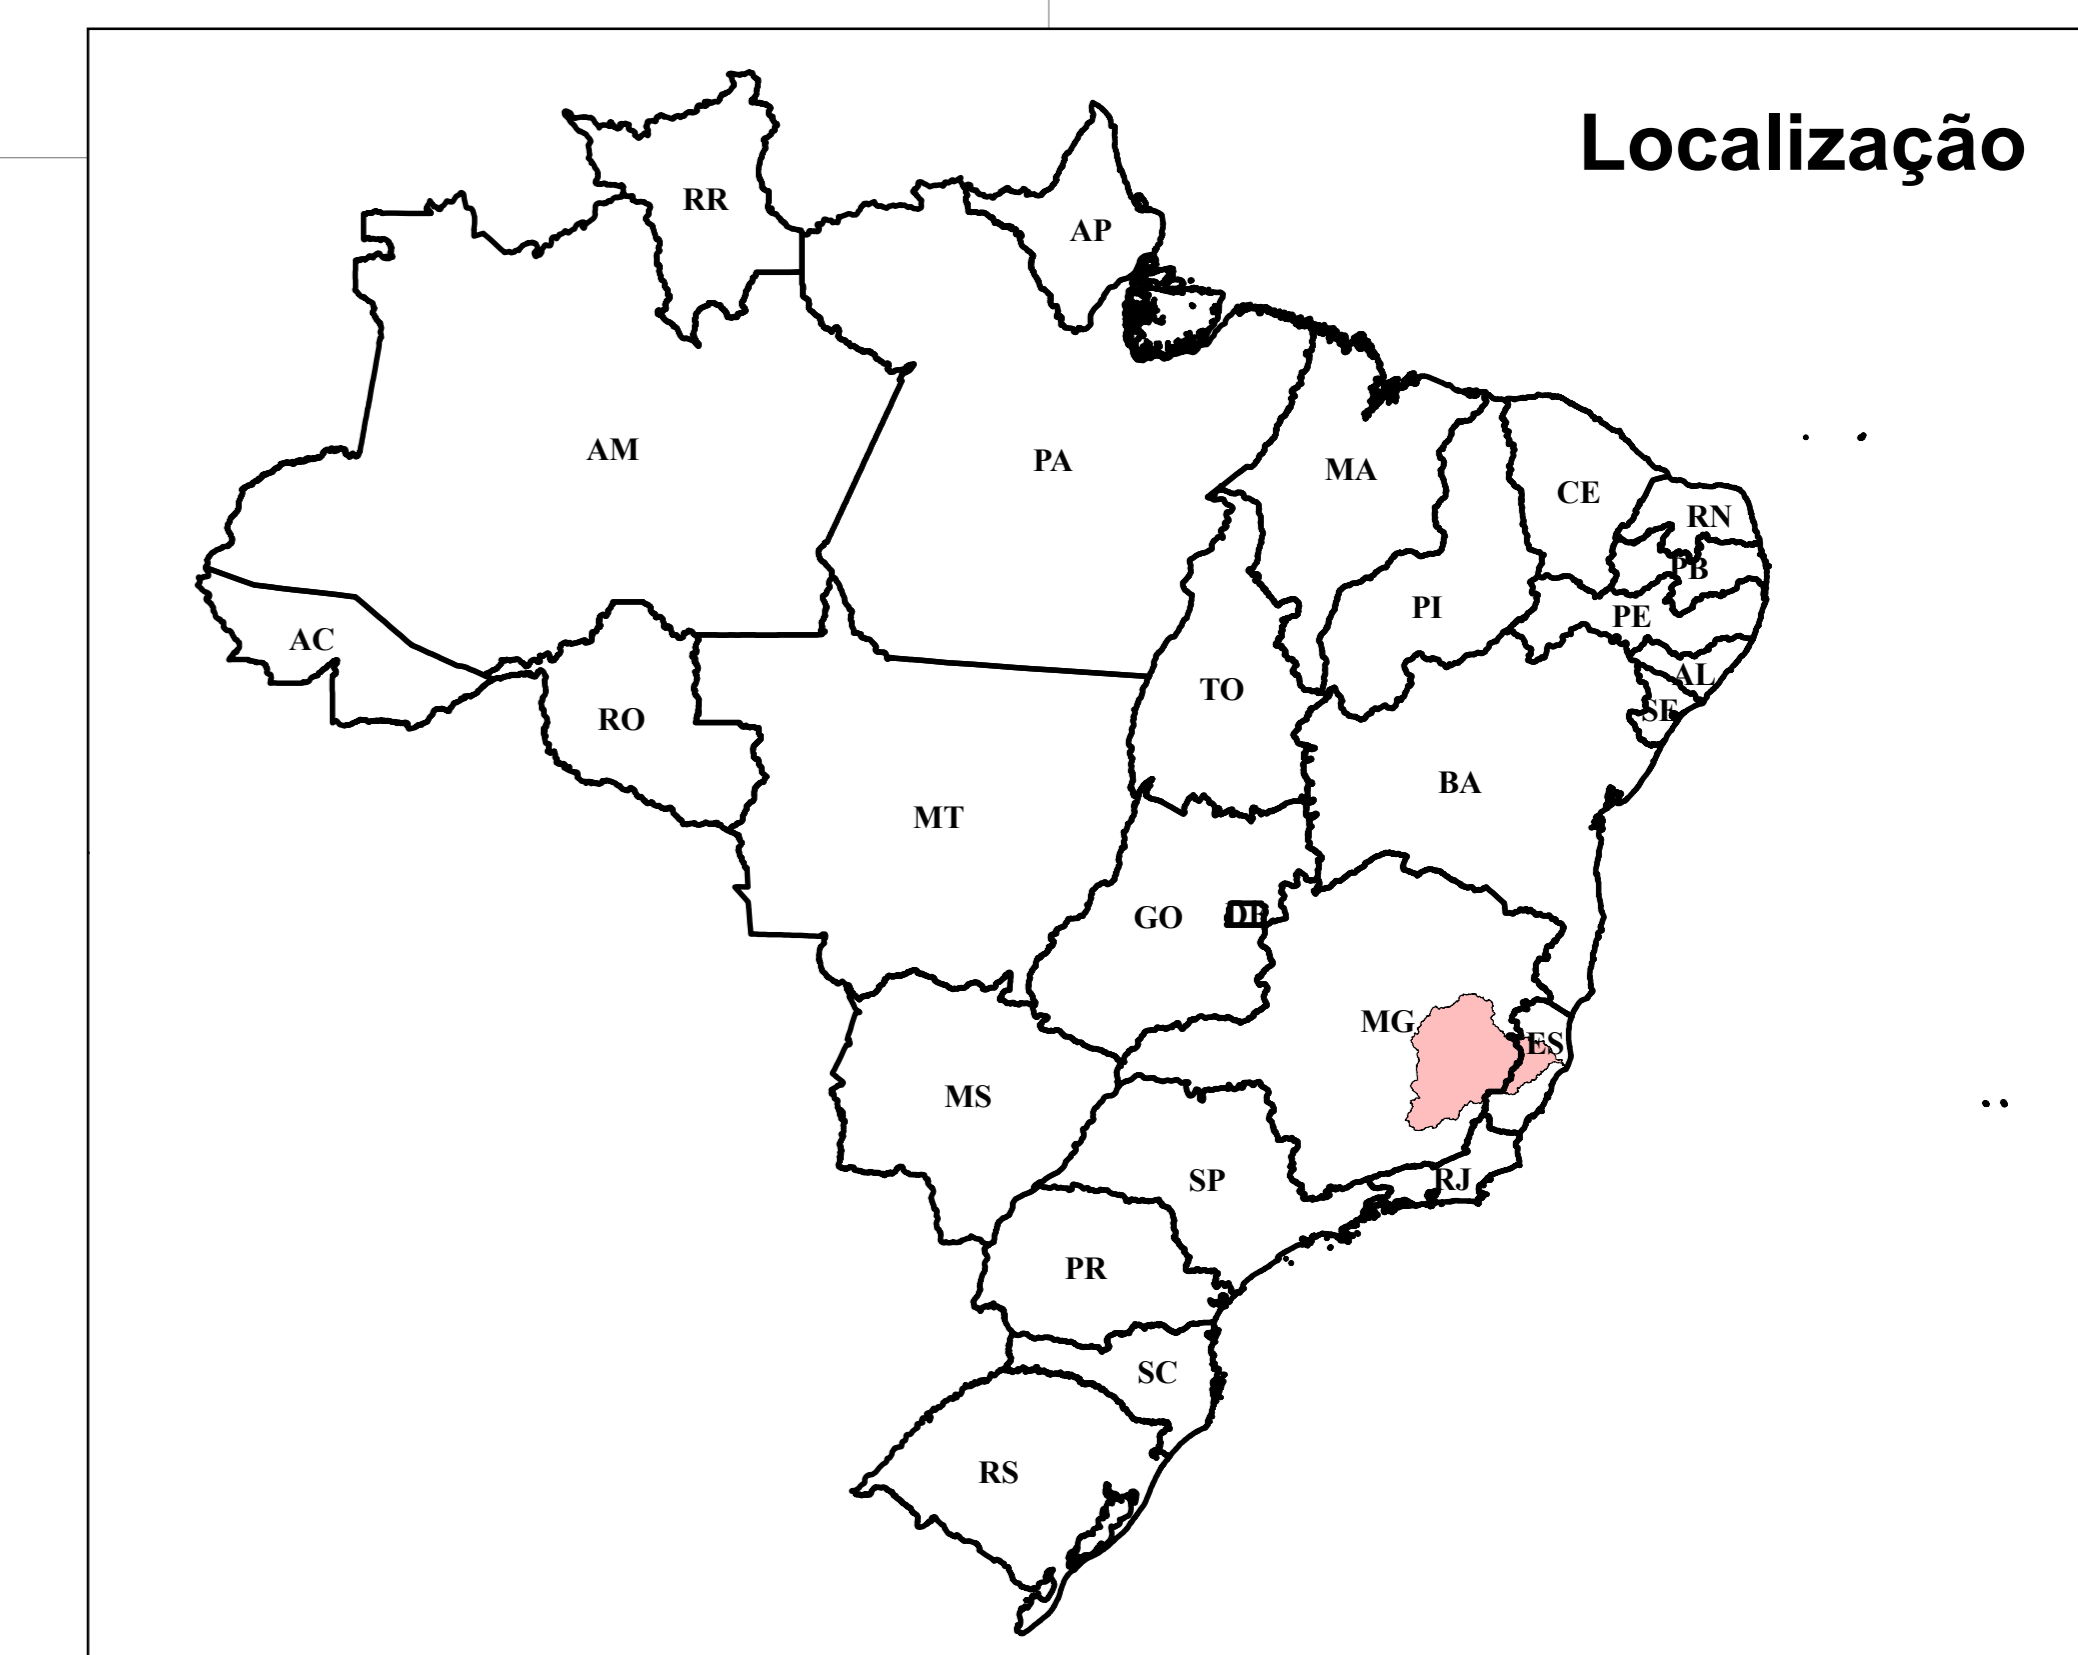 Localização
RR
AP
AM
PA
MA
CE
RN
PB
PI
PE
AC
AL
TO
SE
RO
BA
MT
GO
DF
MG
ES
MS
SP
RJ
PR
SC
RS